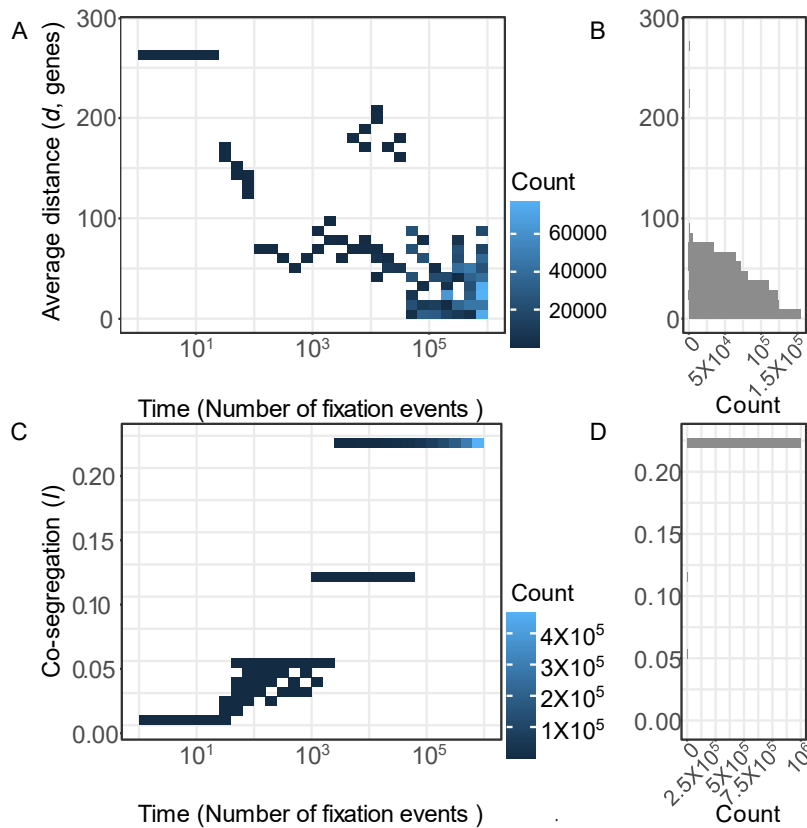 A
300
200
100
0
Average distance (d, genes)
10¹
10³
10⁵
Time (Number of fixation events )
Count
60000
40000
20000
B
300
200
100
0
0
5X10⁴
10⁵
1.5X10⁵
Count
C
0.20
0.15
0.10
0.05
0.00
Co-segregation (I)
10¹
10³
10⁵
Time (Number of fixation events )
Count
4X10⁵
3X10⁵
2X10⁵
1X10⁵
D
0.20
0.15
0.10
0.05
0.00
0
2.5X10⁵
5X10⁵
7.5X10⁵
10⁶
Count